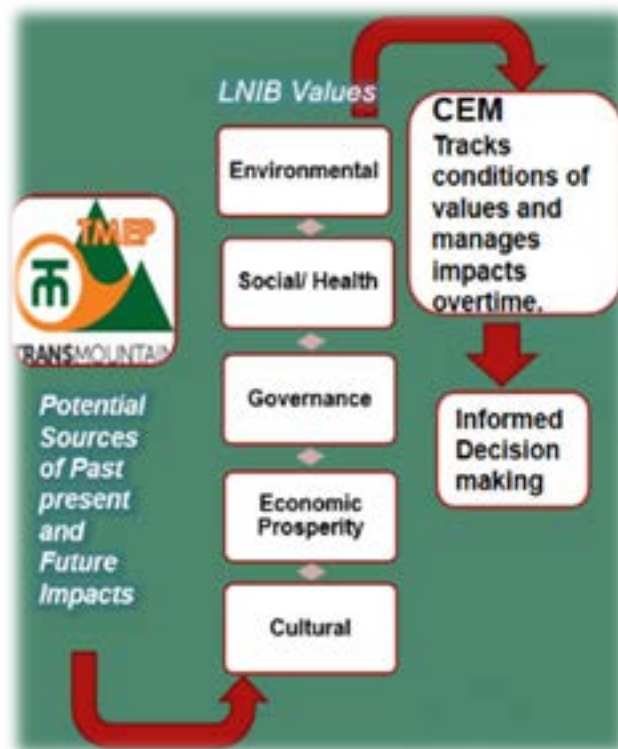 TMEP
TM
TRANSMOUNTAIN
Potential
Sources
of Past
present
and
Future
Impacts
LNIB Values
Environmental
Social/ Health
Governance
Economic
Prosperity
Cultural
CEM
Tracks
conditions of
values and
manages
impacts
overtime.
Informed
Decision
making